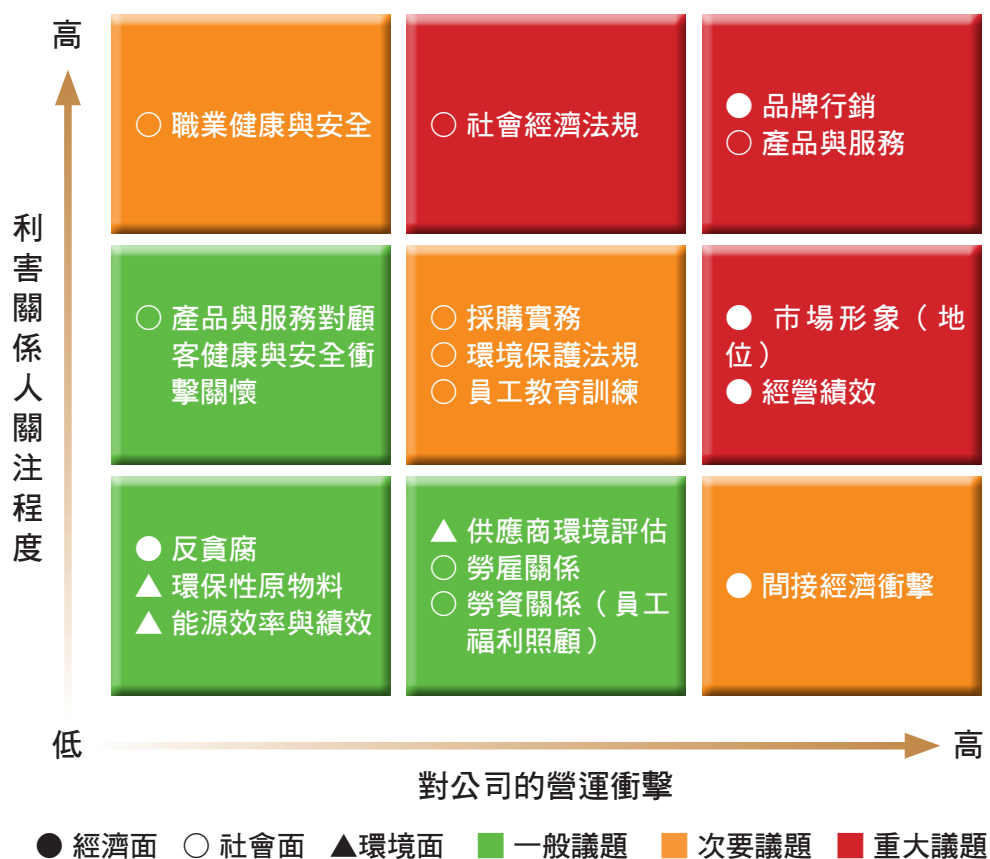 高
○ 職業健康與安全
○ 社會經濟法規
● 品牌行銷
○ 產品與服務
利害關係人關注程度
○ 產品與服務對顧
客健康與安全衝
擊關懷
○ 採購實務
○ 環境保護法規
○ 員工教育訓練
● 市場形象（地
位）
● 經營績效
● 反貪腐
▲ 環保性原物料
▲ 能源效率與績效
▲ 供應商環境評估
○ 勞雇關係
○ 勞資關係（員工
福利照顧）
● 間接經濟衝擊
低
高
對公司的營運衝擊
● 經濟面 ○ 社會面 ▲環境面 ■ 一般議題 ■ 次要議題 ■ 重大議題